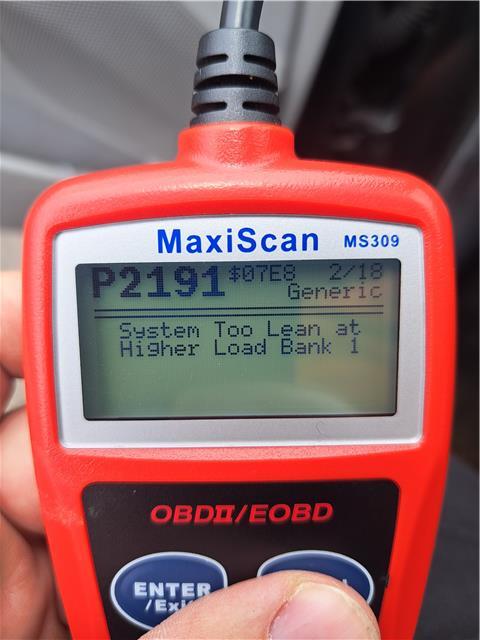 MaxiScan MS309
P2191 $07E8 2/18
Generic
System Too Lean at
Higher Load Bank 1
OBDII/EOBD
ENTER
/Exit